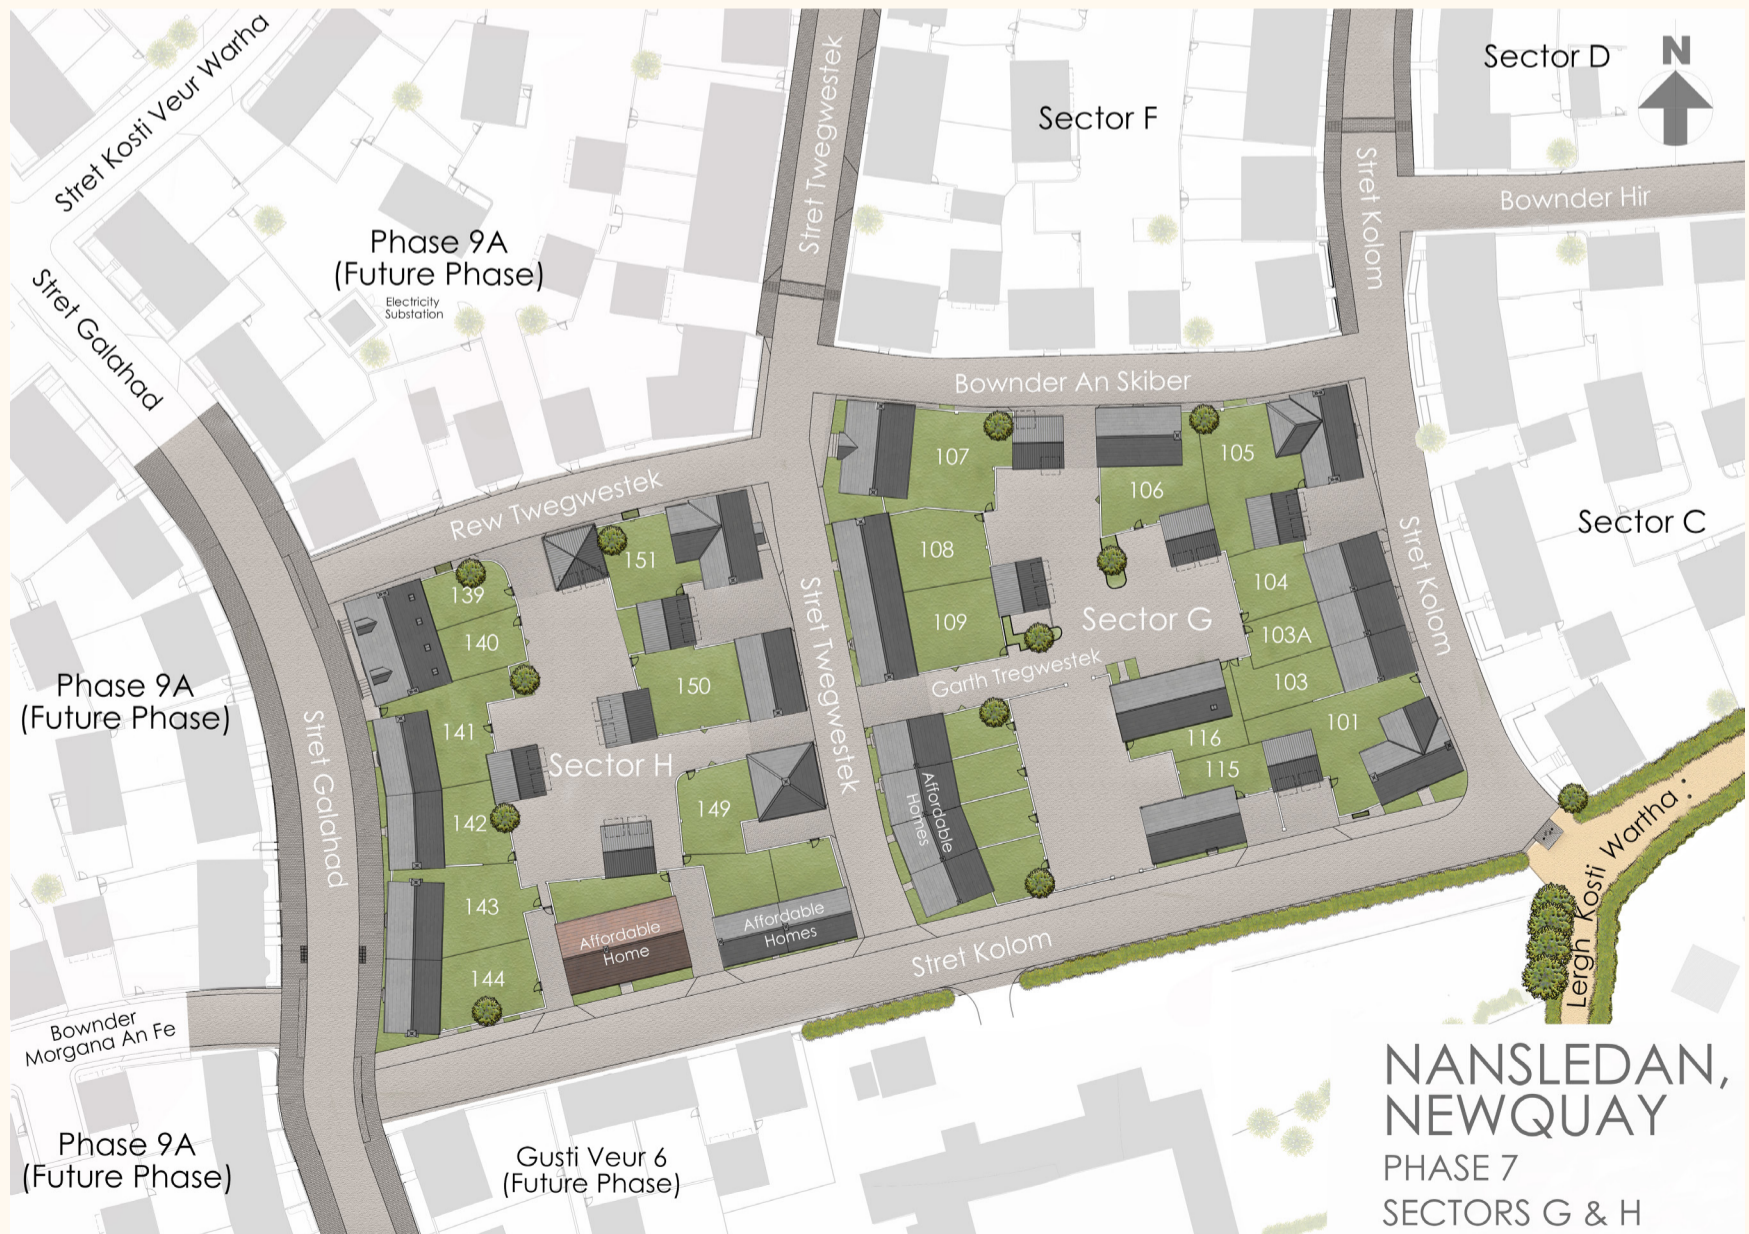 Stret Kosti Veur Warha
Stret Galahad
Phase 9A
(Future Phase)
Electricity
Substation
Stret Twegwestek
Sector F
Sector D
N
Stret Kolom
Bownder Hir
Bownder An Skiber
Rew Twegwestek
Sector C
107
106
105
108
109
104
103A
103
101
116
115
Sector G
Garth Tregwestek
Stret Twegwestek
Stret Kolom
139
140
151
150
141
Sector H
142
149
143
144
Affordable
Home
Affordable
Homes
Affordable
Homes
Phase 9A
(Future Phase)
Stret Galahad
Stret Kolom
Lergh Kosti Wartha
Bownder
Morgana An Fe
Phase 9A
(Future Phase)
Gusti Veur 6
(Future Phase)
NANSLEDAN,
NEWQUAY
PHASE 7
SECTORS G & H